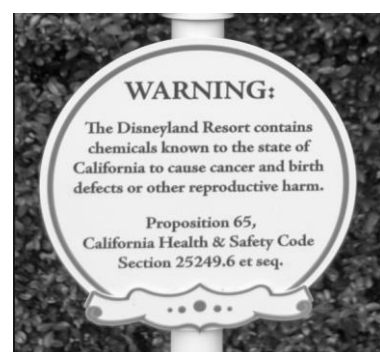 WARNING:
The Disneyland Resort contains
chemicals known to the state of
California to cause cancer and birth
defects or other reproductive harm.
Proposition 65,
California Health & Safety Code
Section 25249.6 et seq.